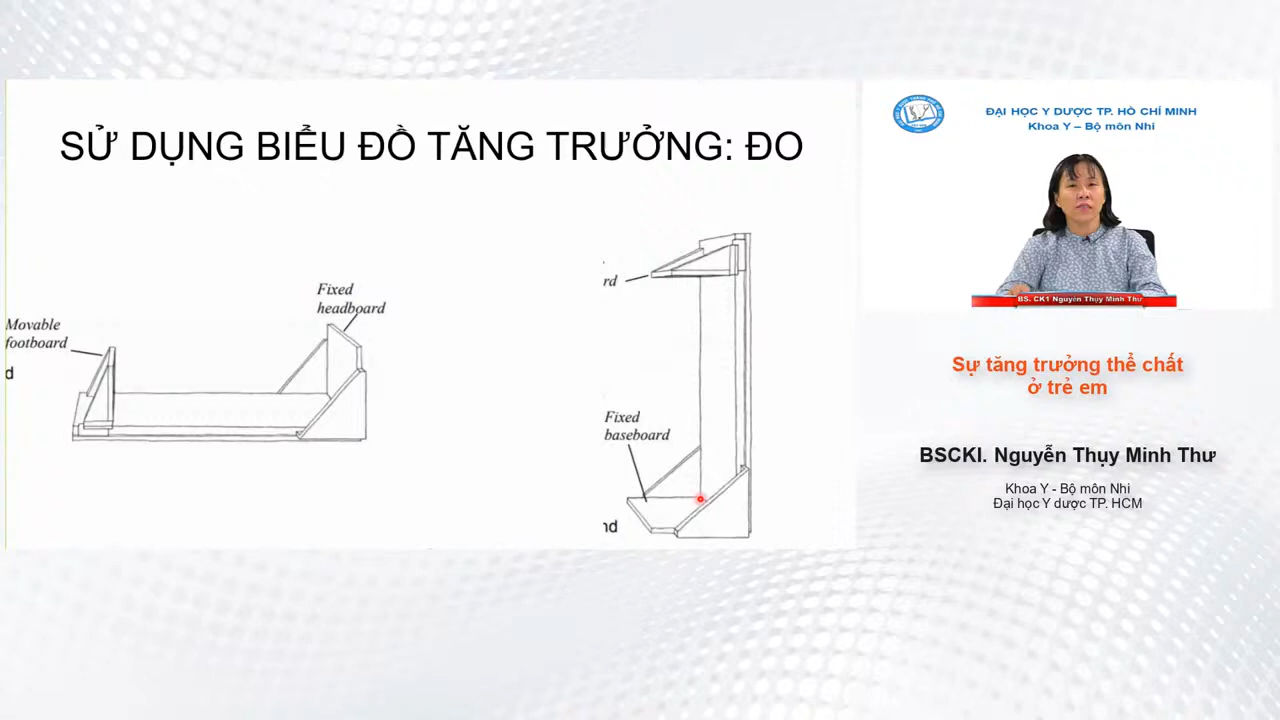 SỬ DỤNG BIỂU ĐỒ TĂNG TRƯỞNG: ĐO
Fixed
headboard
Movable
footboard
d
rd
Fixed
baseboard
nd
ĐẠI HỌC Y DƯỢC TP. HỒ CHÍ MINH
Khoa Y – Bộ môn Nhi
BS. CK1 Nguyễn Thụy Minh Thư
Sự tăng trưởng thể chất
ở trẻ em
BSCKI. Nguyễn Thụy Minh Thư
Khoa Y - Bộ môn Nhi
Đại học Y dược TP. HCM